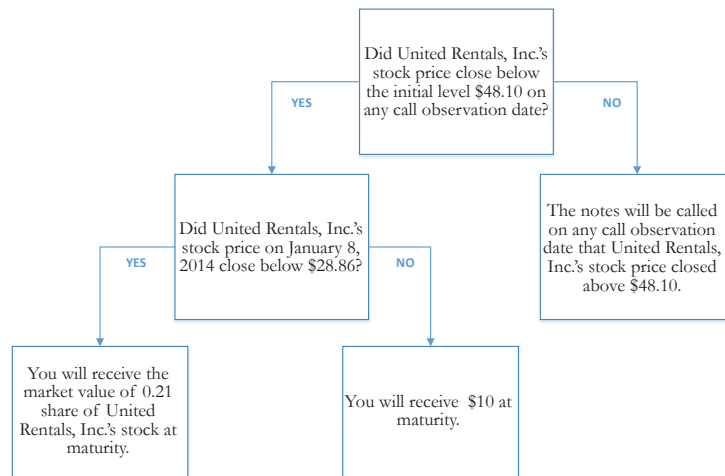 Did United Rentals, Inc.'s
stock price close below
the initial level $48.10 on
any call observation date?
YES
NO
Did United Rentals, Inc.'s
stock price on January 8,
2014 close below $28.86?
The notes will be called
on any call observation
date that United Rentals,
Inc.'s stock price closed
above $48.10.
YES
NO
You will receive the
market value of 0.21
share of United
Rentals, Inc.'s stock at
maturity.
You will receive $10 at
maturity.